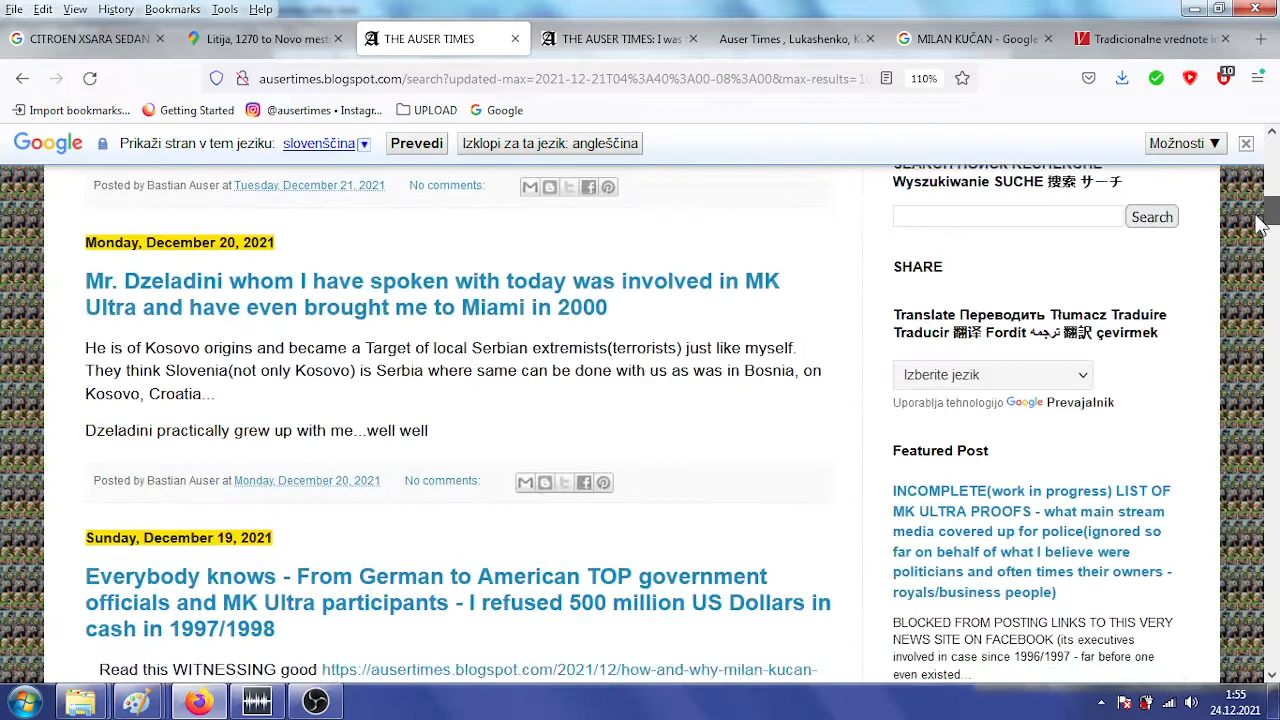 File Edit View History Bookmarks Tools Help
CITROEN XSARA SEDAN
Litija, 1270 to Novo mest
THE AUSER TIMES
THE AUSER TIMES: I was
Auser Times , Lukashenko, K
MILAN KUČAN - Google
Tradicionalne vrednote in
ausertimes.blogspot.com/search?updated-max=2021-12-21T04%3A40%3A00-08%3A00&max-results=1
110%
10
Import bookmarks... Getting Started @ausertimes • Instagr... UPLOAD Google
Google Prikaži stran v tem jeziku: slovenščina Prevedi Izklopi za ta jezik: angleščina Možnosti ▼
Posted by Bastian Auser at Tuesday, December 21, 2021 No comments:
Monday, December 20, 2021
Mr. Dzeladini whom I have spoken with today was involved in MK
Ultra and have even brought me to Miami in 2000
He is of Kosovo origins and became a Target of local Serbian extremists(terrorists) just like myself.
They think Slovenia(not only Kosovo) is Serbia where same can be done with us as was in Bosnia, on
Kosovo, Croatia...
Dzeladini practically grew up with me...well well
Posted by Bastian Auser at Monday, December 20, 2021 No comments:
Sunday, December 19, 2021
Everybody knows - From German to American TOP government
officials and MK Ultra participants - I refused 500 million US Dollars in
cash in 1997/1998
Read this WITNESSING good https://ausertimes.blogspot.com/2021/12/how-and-why-milan-kucan-
SEARCH ПОИСК RECHERCHE
Wyszukiwanie SUCHE 搜索 サーチ
Search
SHARE
Translate Переводить Tłumacz Traduire
Traducir 翻译 Fordít ترجمة 翻訳 çevirmek
Izberite jezik
Uporablja tehnologijo Google Prevajalnik
Featured Post
INCOMPLETE(work in progress) LIST OF
MK ULTRA PROOFS - what main stream
media covered up for police(ignored so
far on behalf of what I believe were
politicians and often times their owners -
royals/business people)
BLOCKED FROM POSTING LINKS TO THIS VERY
NEWS SITE ON FACEBOOK (its executives
involved in case since 1996/1997 - far before one
even existed...
1:55
24.12.2021